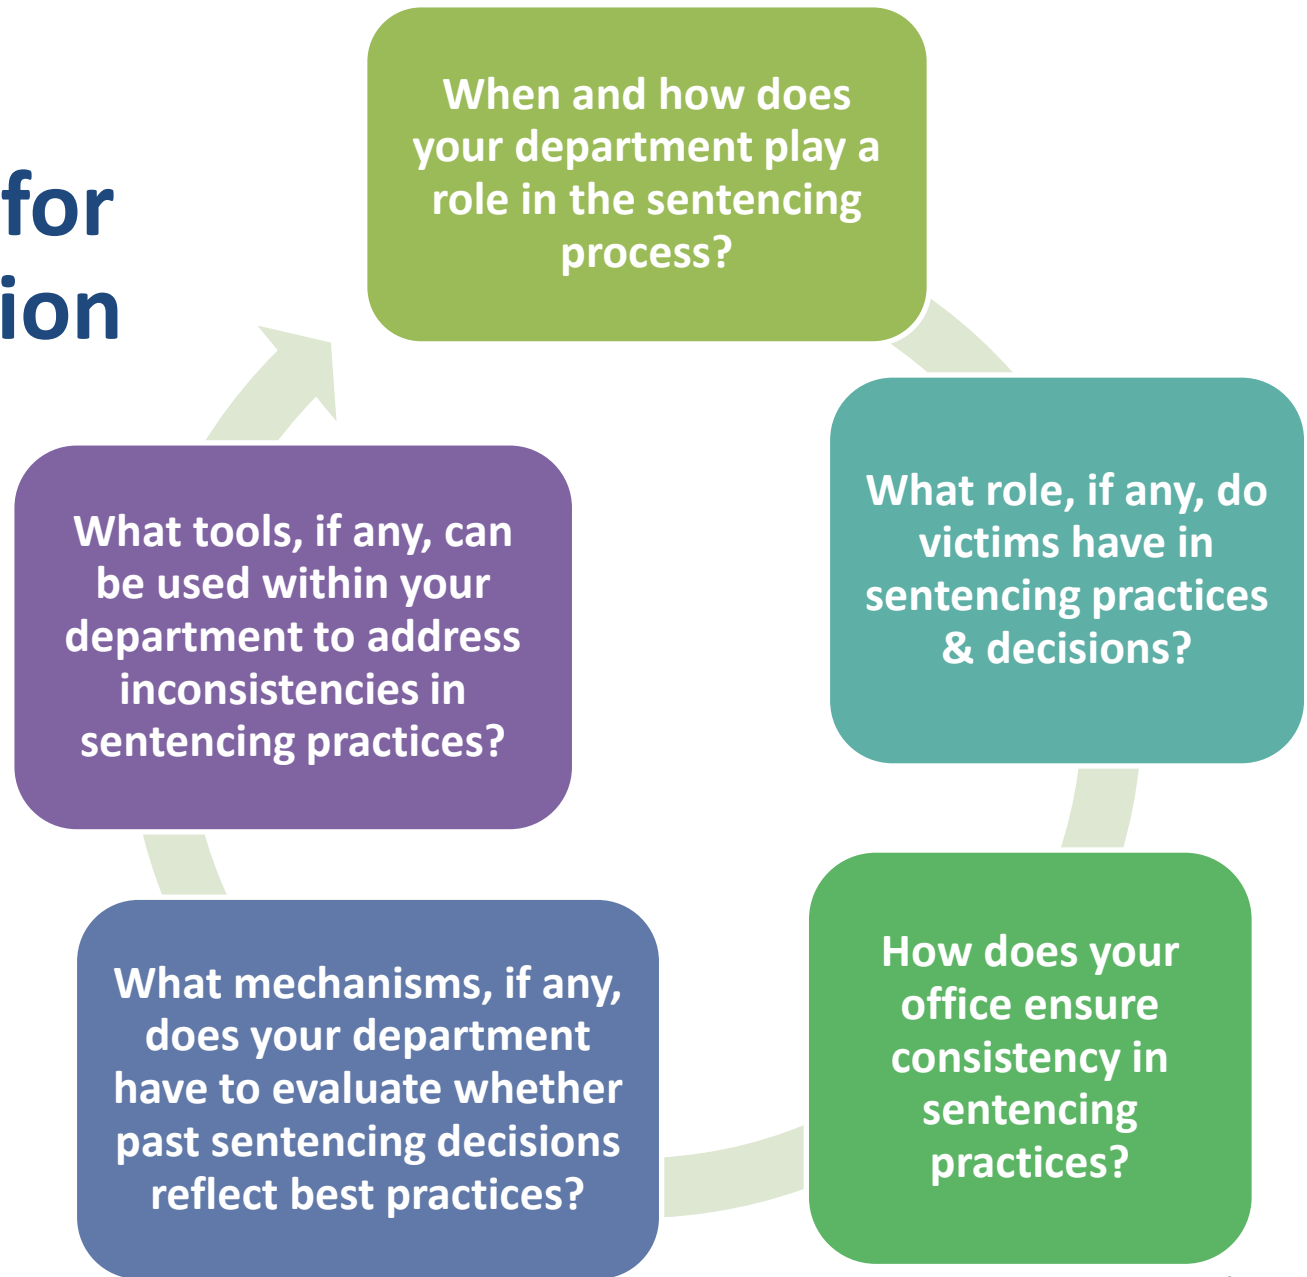 for
ion
When and how does
your department play a
role in the sentencing
process?
What role, if any, do
victims have in
sentencing practices
& decisions?
How does your
office ensure
consistency in
sentencing
practices?
What mechanisms, if any,
does your department
have to evaluate whether
past sentencing decisions
reflect best practices?
What tools, if any, can
be used within your
department to address
inconsistencies in
sentencing practices?